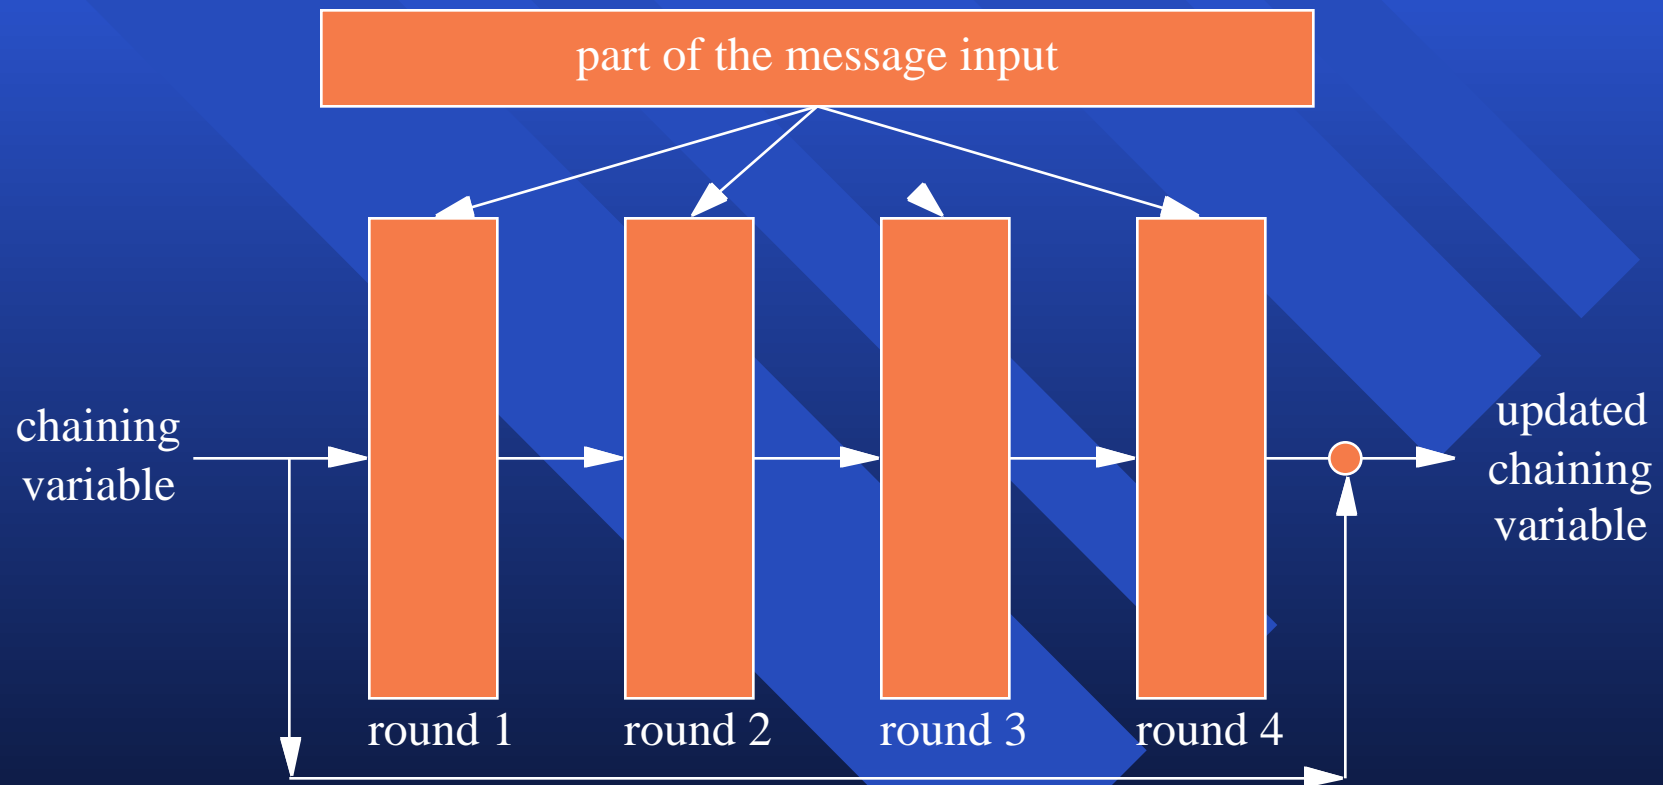 part of the message input
chaining
variable
updated
chaining
variable
round 1
round 2
round 3
round 4